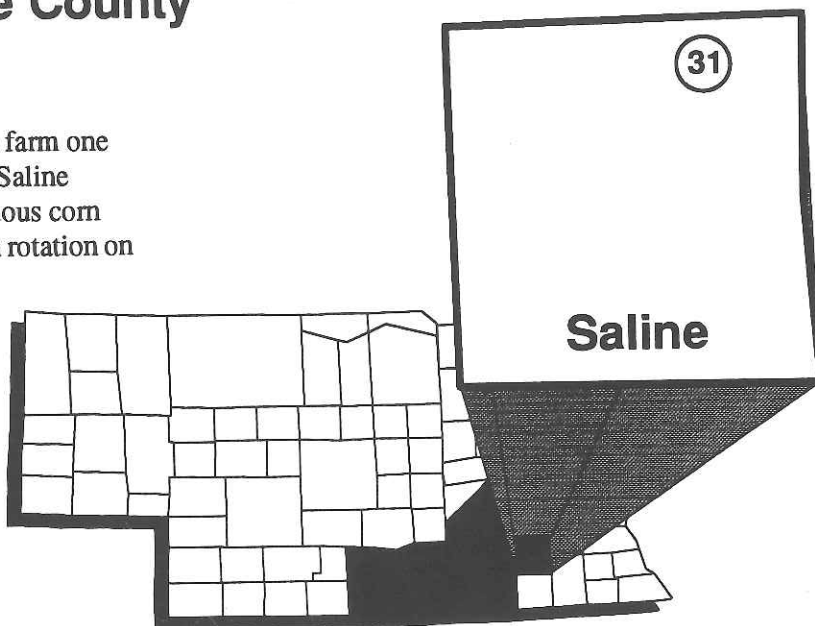 e County
farm one
Saline
ous corn
rotation on
31
Saline